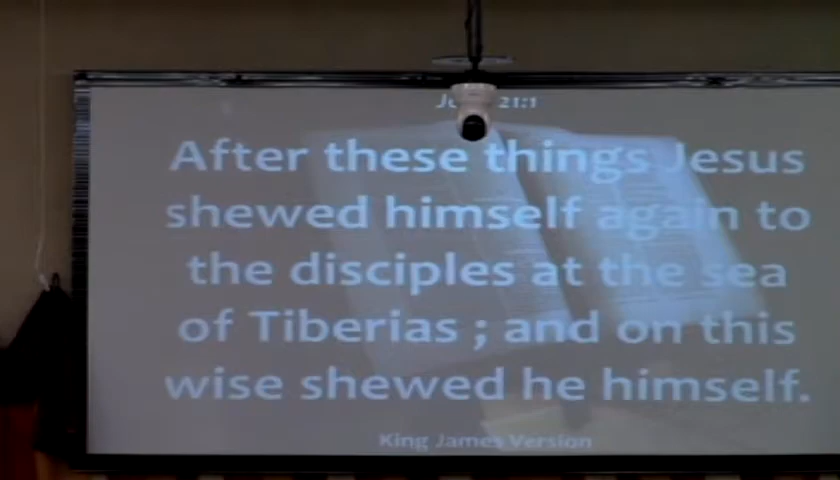 21:1
After these things Jesus
shewed himself again to
the disciples at the sea
of Tiberias ; and on this
wise shewed he himself.
King James Version